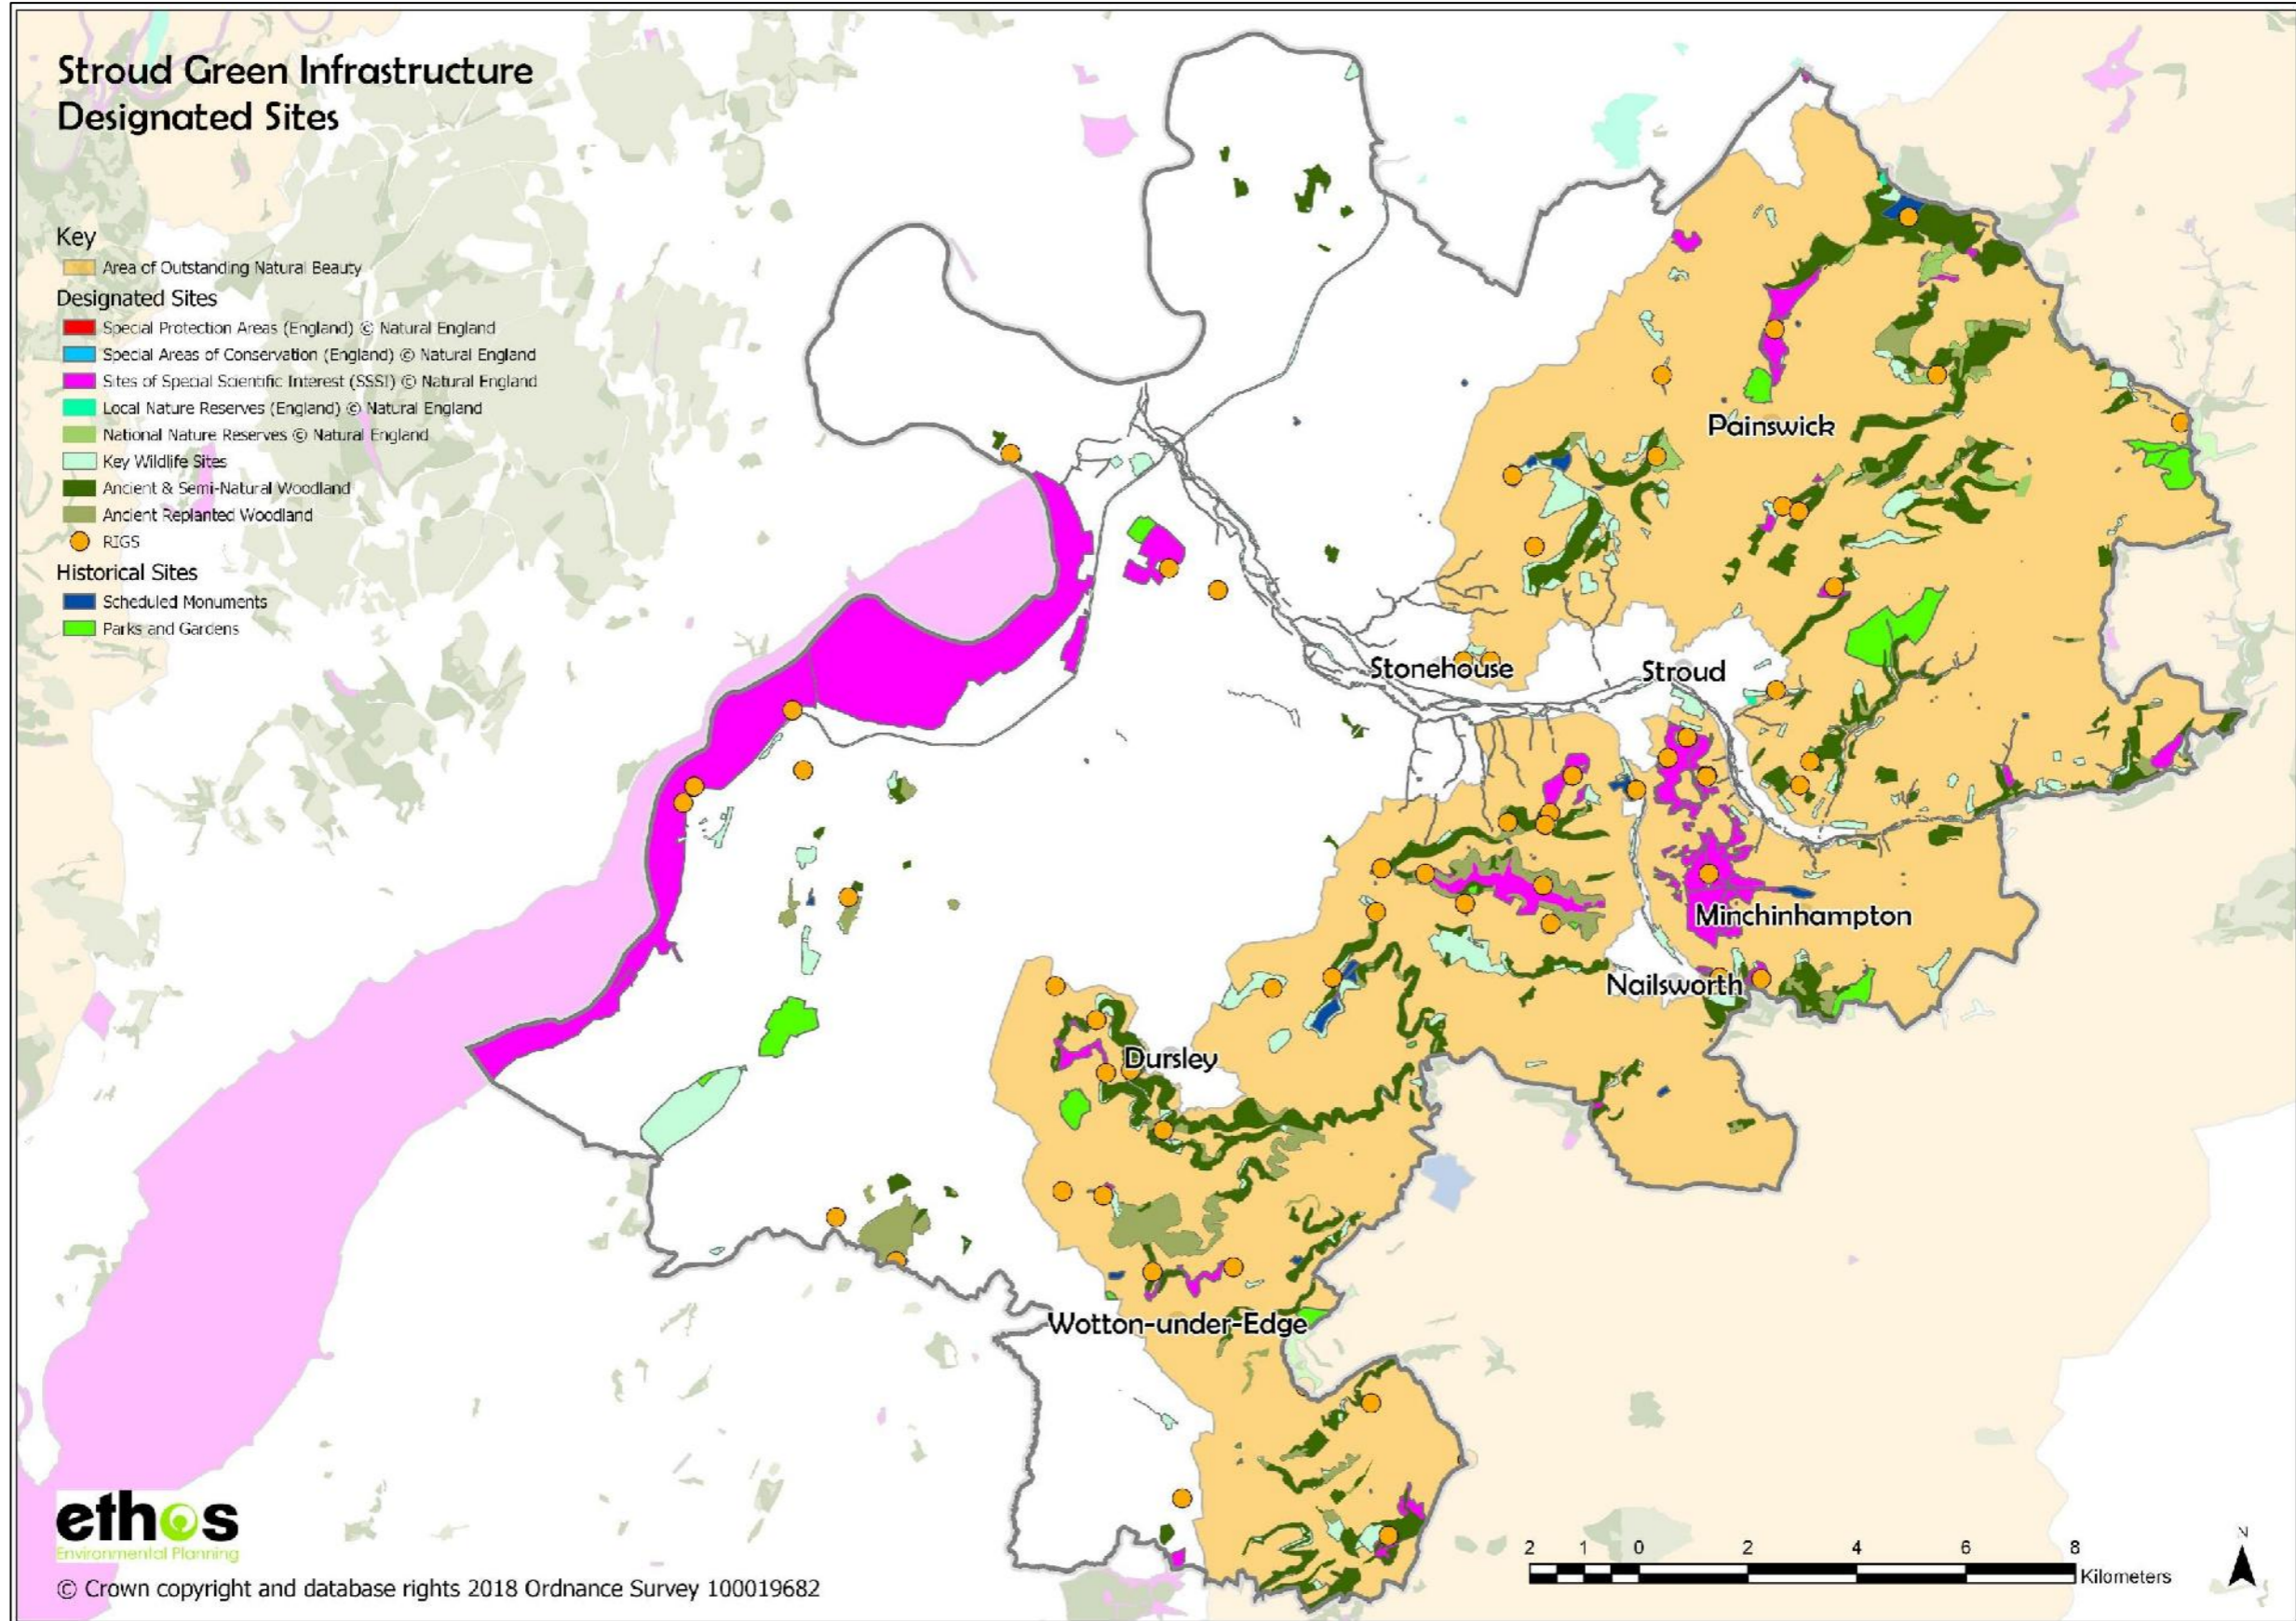 Stroud Green Infrastructure
Designated Sites
Key
Area of Outstanding Natural Beauty
Designated Sites
Special Protection Areas (England) © Natural England
Special Areas of Conservation (England) © Natural England
Sites of Special Scientific Interest (SSSI) © Natural England
Local Nature Reserves (England) © Natural England
National Nature Reserves © Natural England
Key Wildlife Sites
Ancient & Semi-Natural Woodland
Ancient Replanted Woodland
RIGS
Historical Sites
Scheduled Monuments
Parks and Gardens
Painswick
Stonehouse
Stroud
Minchinhampton
Nailsworth
Dursley
Wotton-under-Edge
ethos
Environmental Planning
© Crown copyright and database rights 2018 Ordnance Survey 100019682
2 1 0 2 4 6 8
Kilometers
N